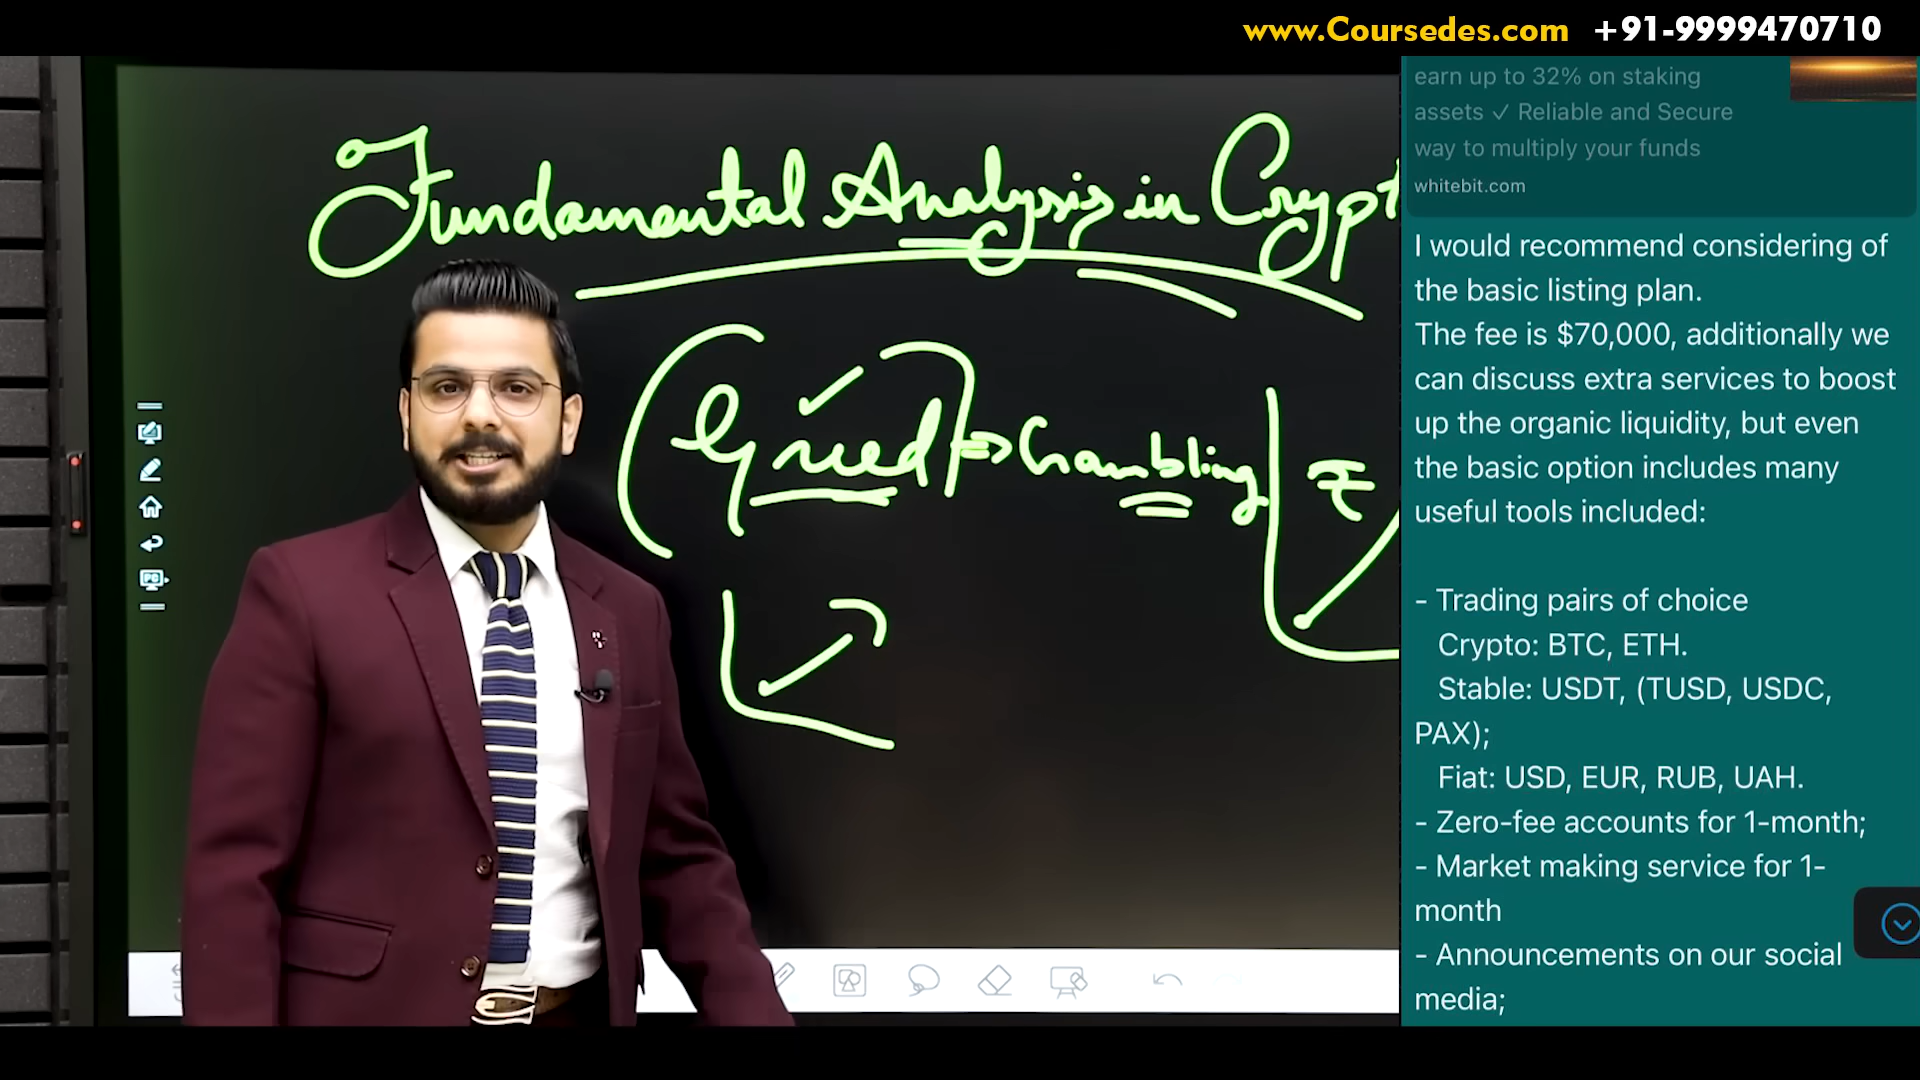 www.Coursedes.com +91-9999470710
earn up to 32% on staking
assets ✓ Reliable and Secure
way to multiply your funds
whitebit.com
Fundamental Analysis in Crypt
Greed => Gambling ₹
I would recommend considering of
the basic listing plan.
The fee is $70,000, additionally we
can discuss extra services to boost
up the organic liquidity, but even
the basic option includes many
useful tools included:
- Trading pairs of choice
Crypto: BTC, ETH.
Stable: USDT, (TUSD, USDC,
PAX);
Fiat: USD, EUR, RUB, UAH.
- Zero-fee accounts for 1-month;
- Market making service for 1-
month
- Announcements on our social
media;